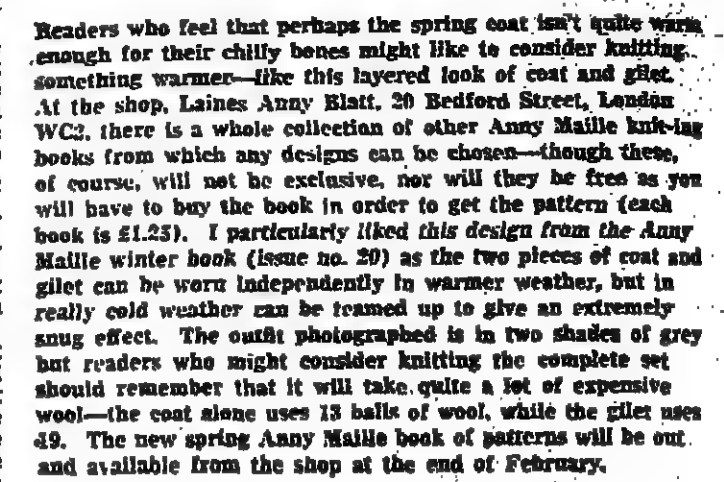 Readers who feel that perhaps the spring coat isn't quite warm
enough for their chilly bones might like to consider knitting
something warmer—like this layered look of coat and gilet.
At the shop, Laines Anny Blatt, 20 Bedford Street, London
WC2, there is a whole collection of other Anny Maille knit-ing
books from which any designs can be chosen—though these,
of course, will not be exclusive, nor will they be free as you
will have to buy the book in order to get the pattern (each
book is £1.25). I particularly liked this design from the Anny
Maille winter book (issue no. 20) as the two pieces of coat and
gilet can be worn independently in warmer weather, but in
really cold weather can be teamed up to give an extremely
snug effect. The outfit photographed is in two shades of grey
but readers who might consider knitting the complete set
should remember that it will take quite a lot of expensive
wool—the coat alone uses 13 balls of wool, while the gilet uses
19. The new spring Anny Maille book of patterns will be out
and available from the shop at the end of February.